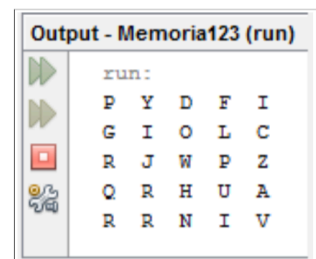 Output - Memoria123 (run)
run:
P Y D F I
G I O L C
R J W P Z
Q R H U A
R R N I V